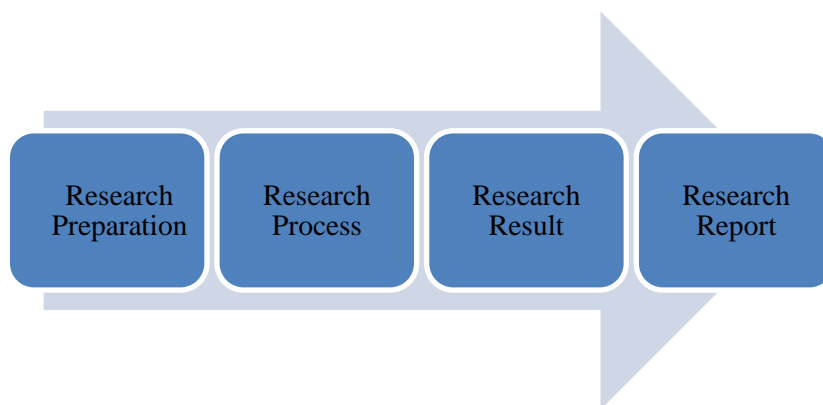 Research
Preparation
Research
Process
Research
Result
Research
Report